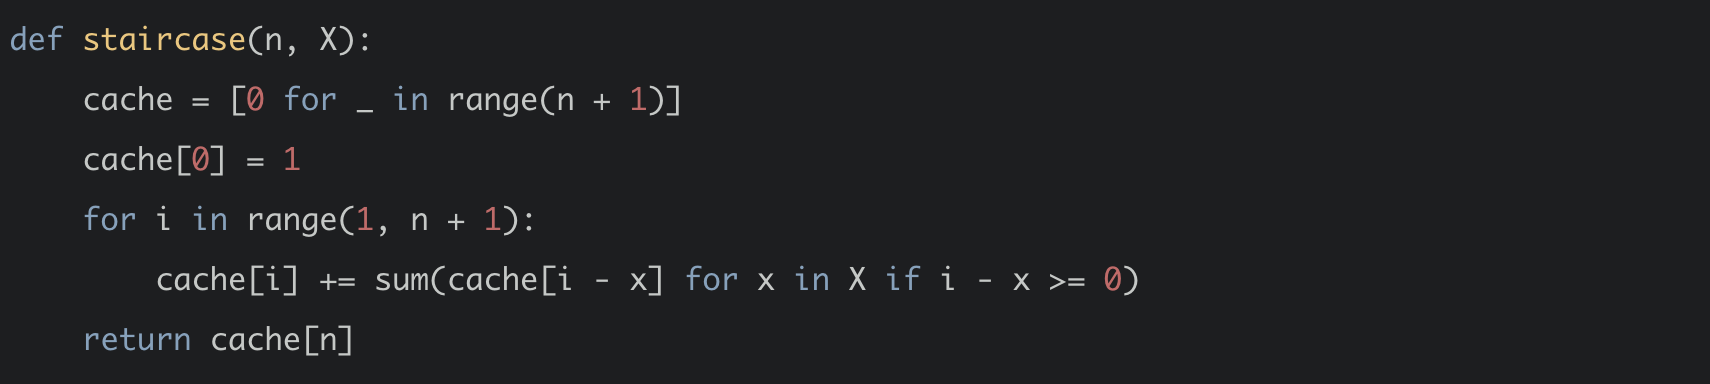 def staircase(n, X):
    cache = [0 for _ in range(n + 1)]
    cache[0] = 1
    for i in range(1, n + 1):
        cache[i] += sum(cache[i - x] for x in X if i - x >= 0)
    return cache[n]